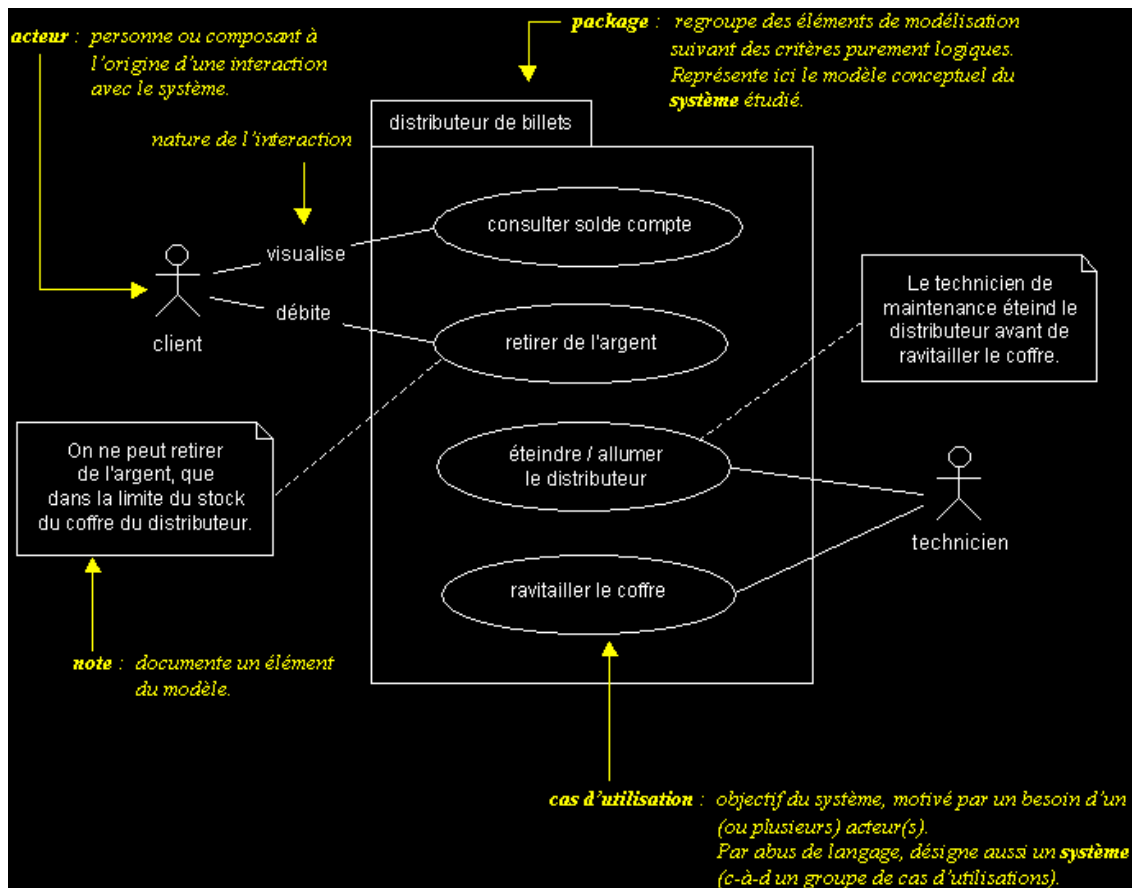 acteur : personne ou composant à
l'origine d'une interaction
avec le système.
package : regroupe des éléments de modélisation
suivant des critères purement logiques.
Représente ici le modèle conceptuel du
système étudié.
nature de l'interaction
distributeur de billets
consulter solde compte
visualise
client
débite
retirer de l'argent
Le technicien de
maintenance éteind le
distributeur avant de
ravitailler le coffre.
On ne peut retirer
de l'argent, que
dans la limite du stock
du coffre du distributeur.
éteindre / allumer
le distributeur
technicien
ravitailler le coffre
note : documente un élément
du modèle.
cas d'utilisation : objectif du système, motivé par un besoin d'un
(ou plusieurs) acteur(s).
Par abus de langage, désigne aussi un système
(c-à-d un groupe de cas d'utilisations).